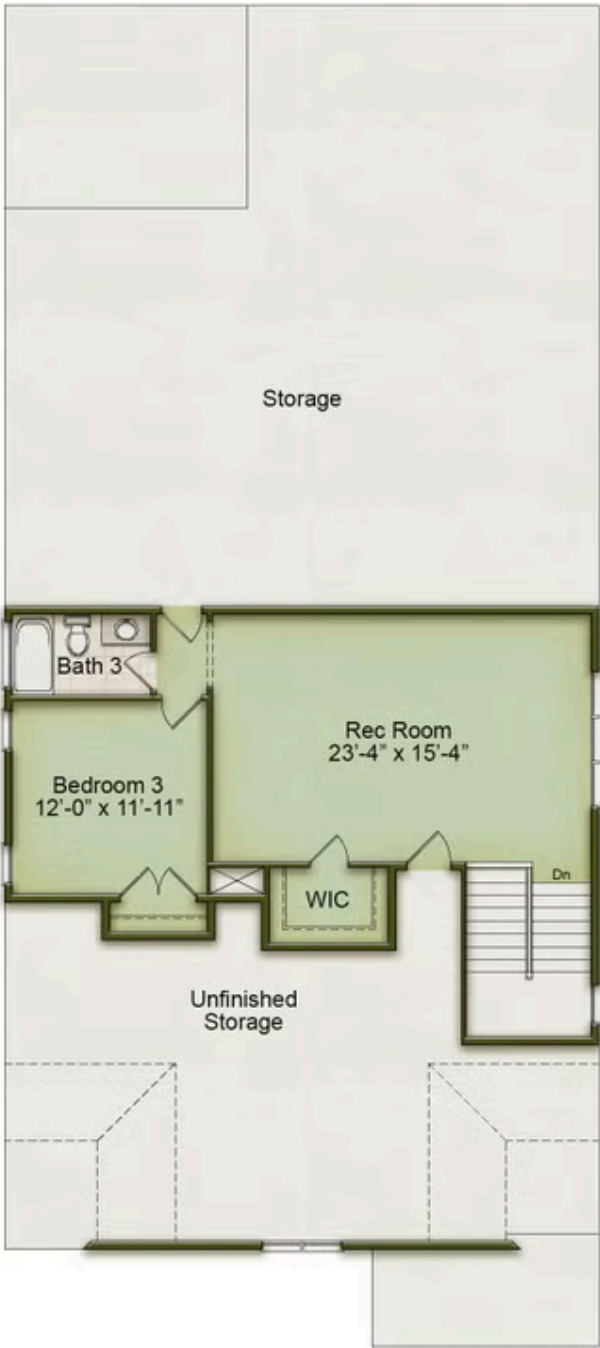 Storage
Bath 3
Rec Room
23'-4" x 15'-4"
Bedroom 3
12'-0" x 11'-11"
Dn
WIC
Unfinished
Storage